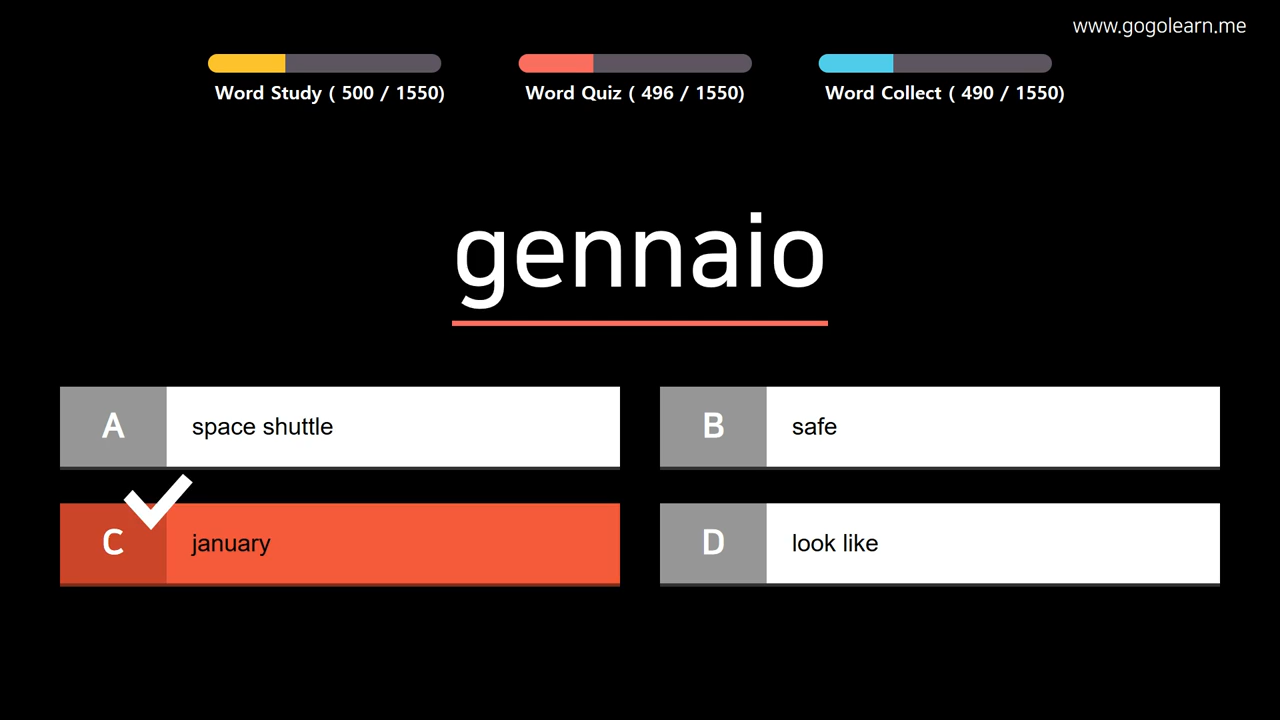 www.gogolearn.me
Word Study ( 500 / 1550)
Word Quiz ( 496 / 1550)
Word Collect ( 490 / 1550)
gennaio
A space shuttle
B safe
C january
D look like